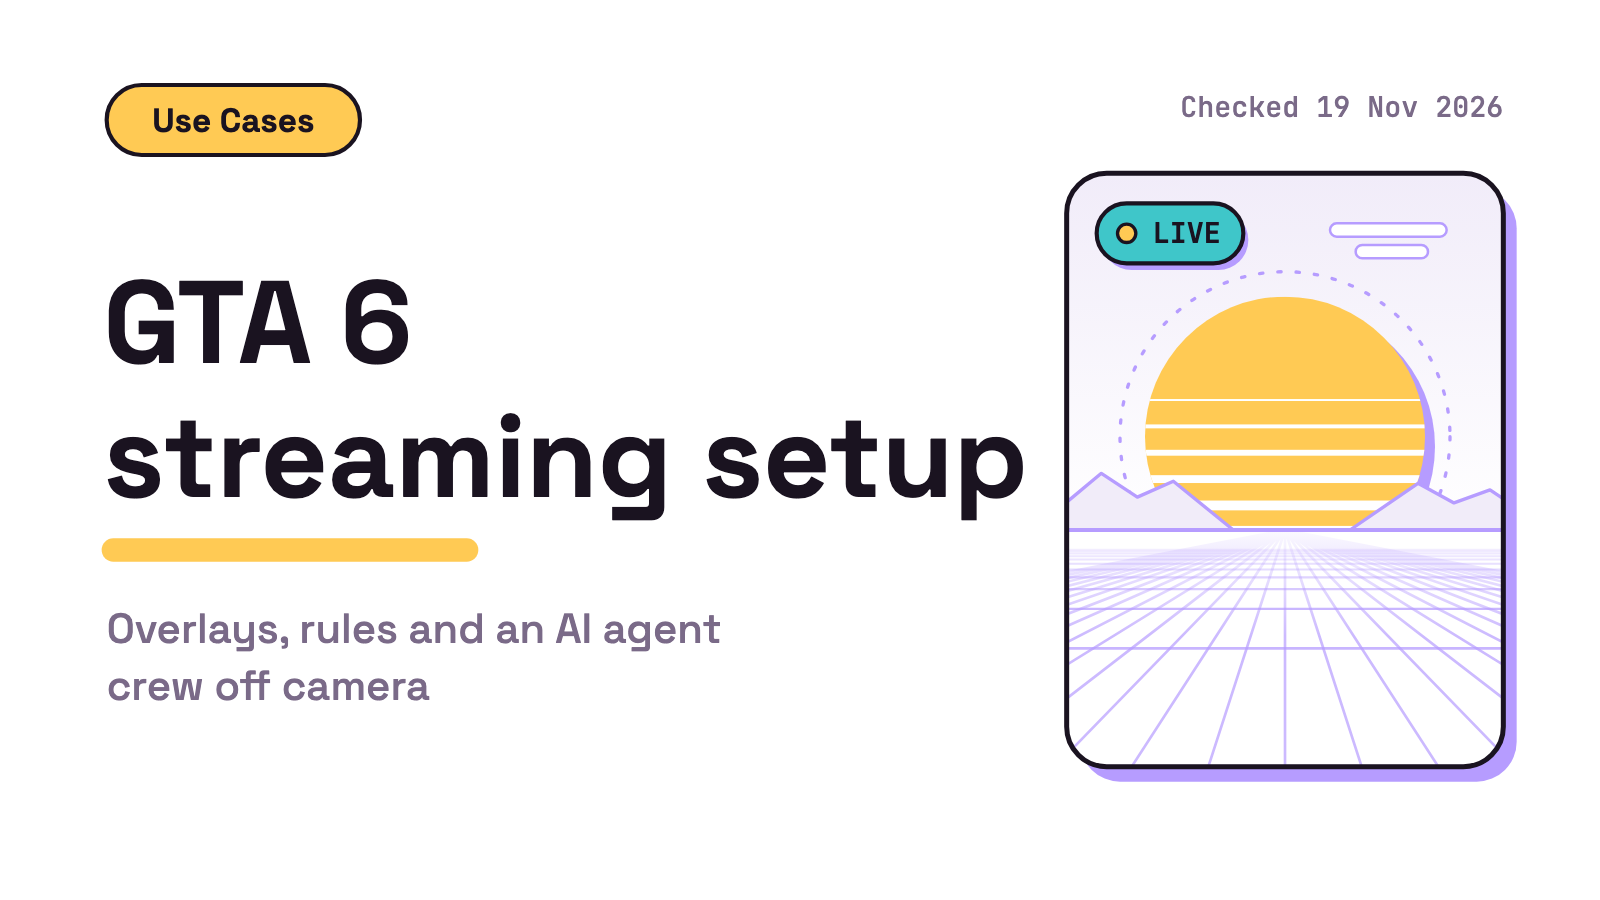 Use Cases
Checked 19 Nov 2026
LIVE
GTA 6
streaming setup
Overlays, rules and an AI agent
crew off camera